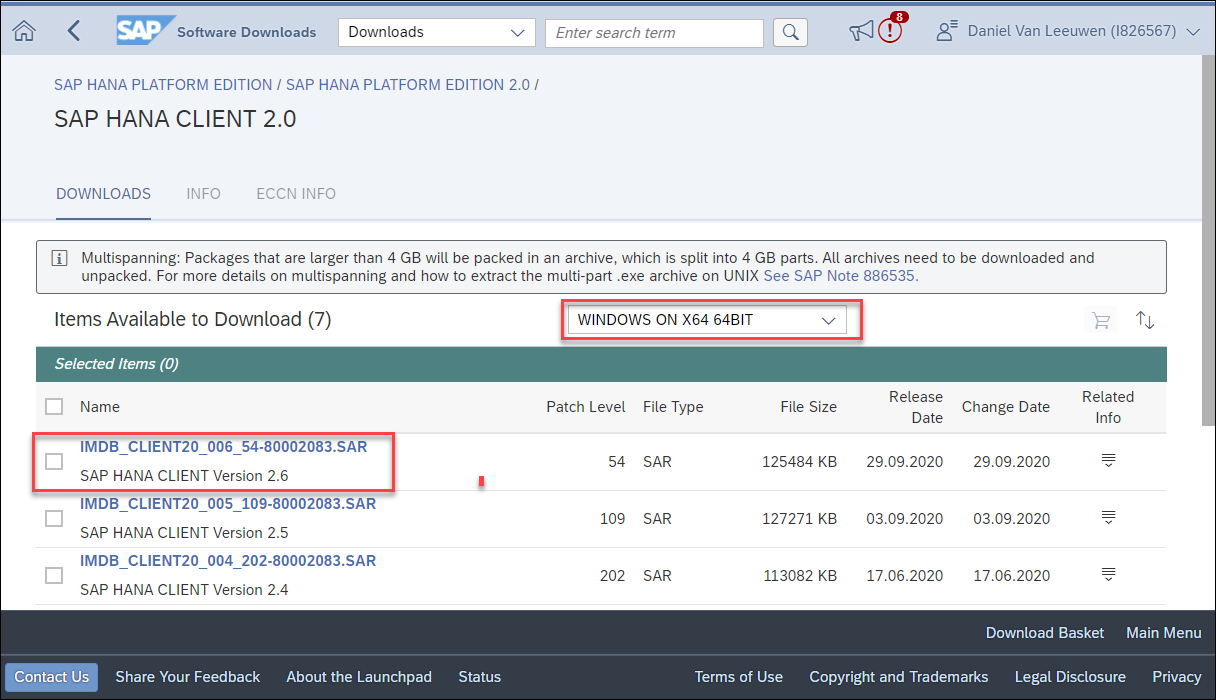 SAP Software Downloads Downloads Enter search term 8 Daniel Van Leeuwen (I826567)
SAP HANA PLATFORM EDITION / SAP HANA PLATFORM EDITION 2.0 /
SAP HANA CLIENT 2.0
DOWNLOADS INFO ECCN INFO
Multispanning: Packages that are larger than 4 GB will be packed in an archive, which is split into 4 GB parts. All archives need to be downloaded and
unpacked. For more details on multispanning and how to extract the multi-part .exe archive on UNIX See SAP Note 886535.
Items Available to Download (7) WINDOWS ON X64 64BIT
Selected Items (0)
Name Patch Level File Type File Size Release Date Change Date Related Info
IMDB_CLIENT20_006_54-80002083.SAR
SAP HANA CLIENT Version 2.6
54 SAR 125484 KB 29.09.2020 29.09.2020
IMDB_CLIENT20_005_109-80002083.SAR
SAP HANA CLIENT Version 2.5
109 SAR 127271 KB 03.09.2020 03.09.2020
IMDB_CLIENT20_004_202-80002083.SAR
SAP HANA CLIENT Version 2.4
202 SAR 113082 KB 17.06.2020 17.06.2020
Download Basket Main Menu
Contact Us Share Your Feedback About the Launchpad Status Terms of Use Copyright and Trademarks Legal Disclosure Privacy